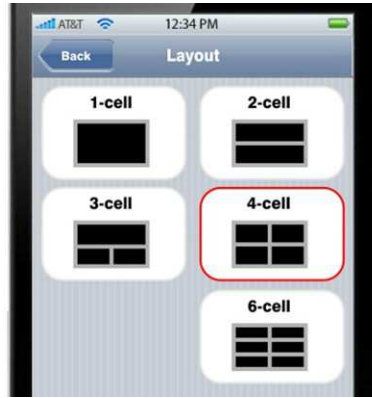 AT&T 12:34 PM
Back Layout
1-cell 2-cell
3-cell 4-cell
6-cell